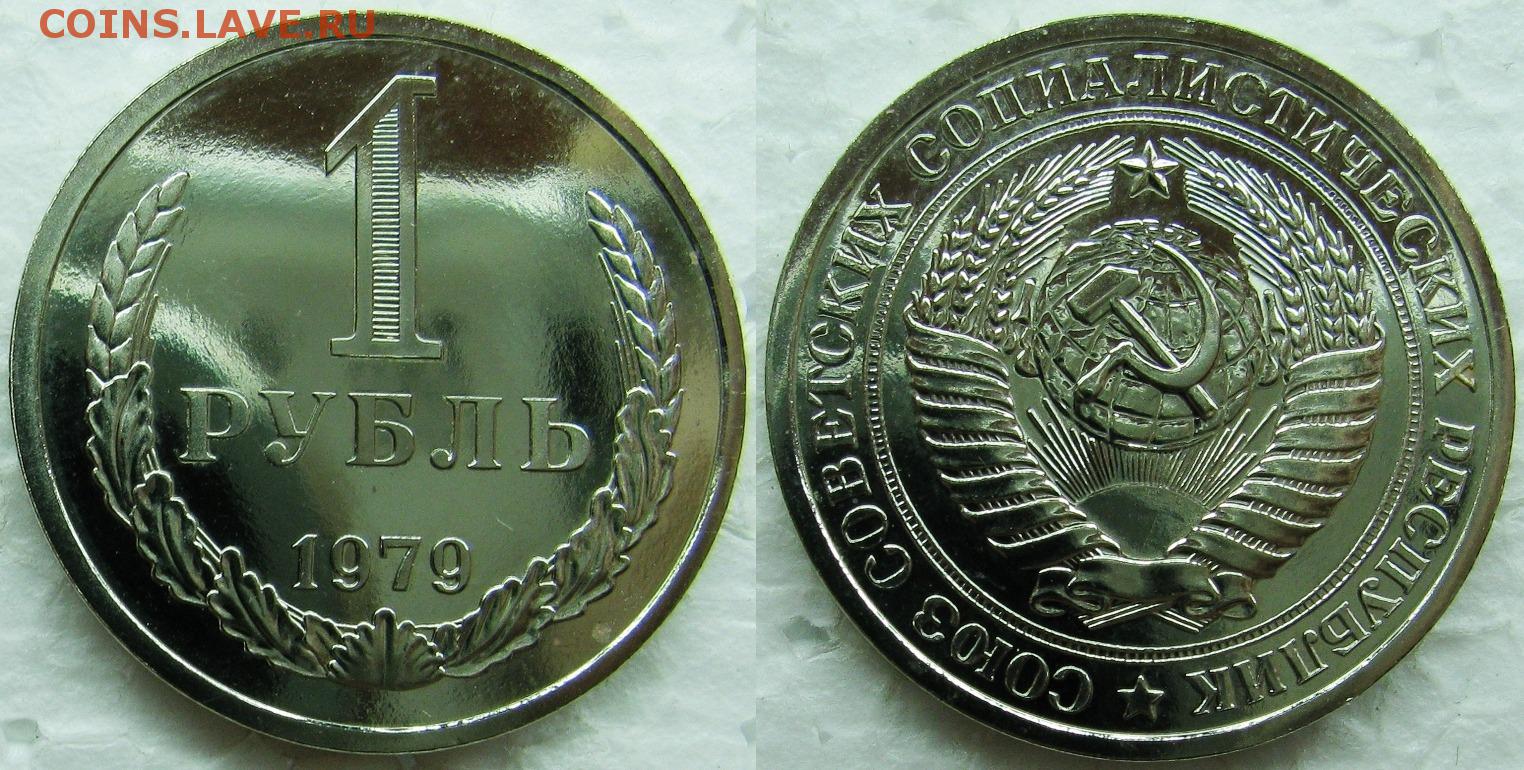 COINS.LAVE.RU
1
РУБЛЬ
1979
СОЮЗ СОВЕТСКИХ СОЦИАЛИСТИЧЕСКИХ РЕСПУБЛИК